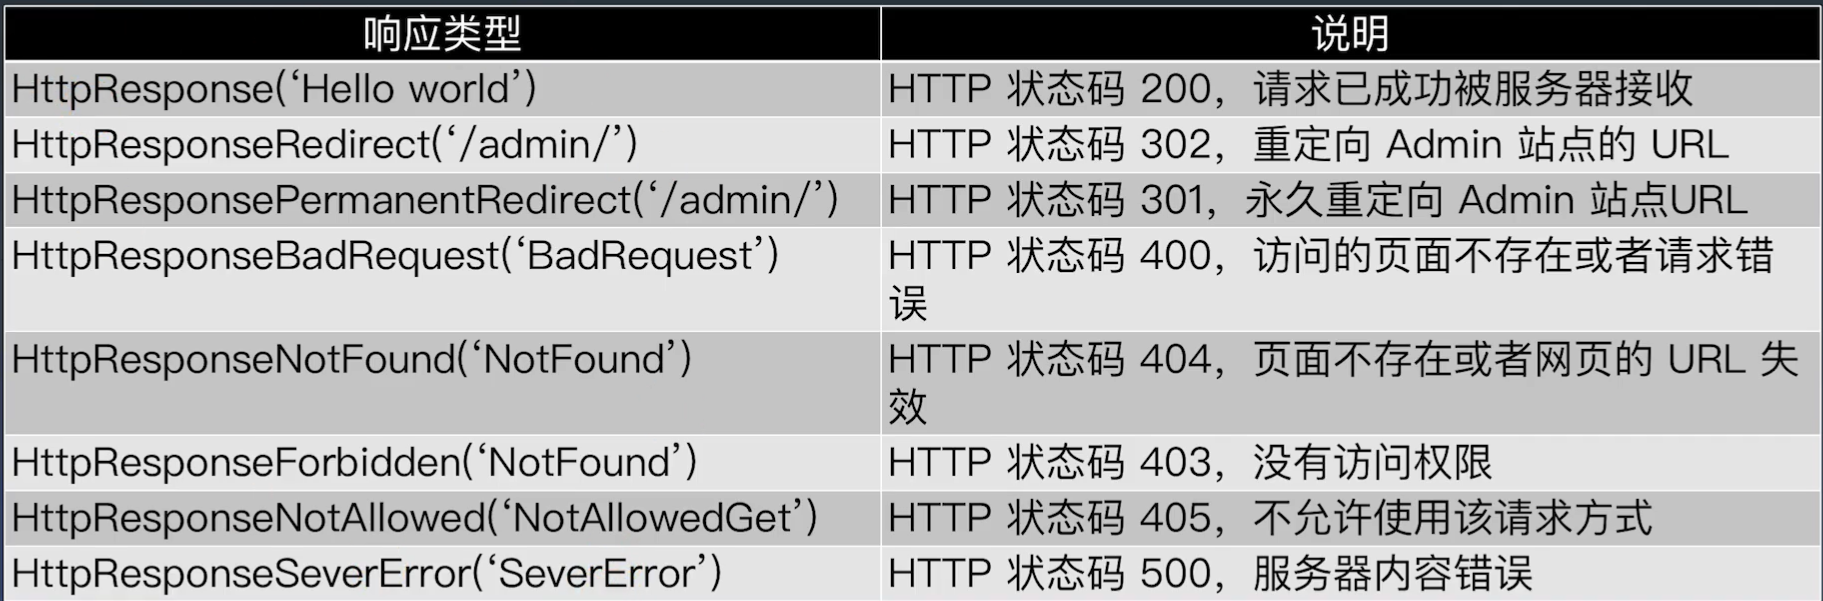 响应类型 说明
HttpResponse(‘Hello world’) HTTP 状态码 200，请求已成功被服务器接收
HttpResponseRedirect(‘/admin/’) HTTP 状态码 302，重定向 Admin 站点的 URL
HttpResponsePermanentRedirect(‘/admin/’) HTTP 状态码 301，永久重定向 Admin 站点URL
HttpResponseBadRequest(‘BadRequest’) HTTP 状态码 400，访问的页面不存在或者请求错
误
HttpResponseNotFound(‘NotFound’) HTTP 状态码 404，页面不存在或者网页的 URL 失
效
HttpResponseForbidden(‘NotFound’) HTTP 状态码 403，没有访问权限
HttpResponseNotAllowed(‘NotAllowedGet’) HTTP 状态码 405，不允许使用该请求方式
HttpResponseSeverError(‘SeverError’) HTTP 状态码 500，服务器内容错误